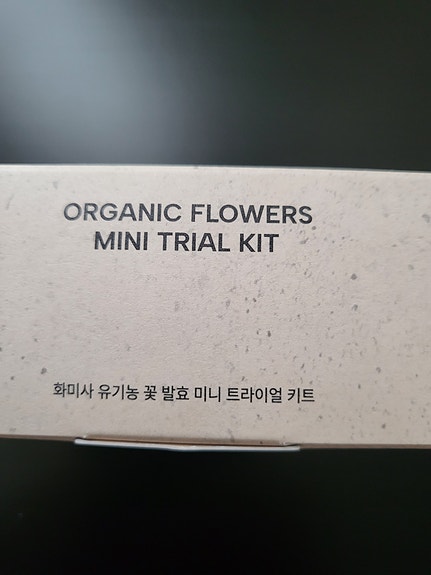 ORGANIC FLOWERS
MINI TRIAL KIT
화미사 유기농 꽃 발효 미니 트라이얼 키트